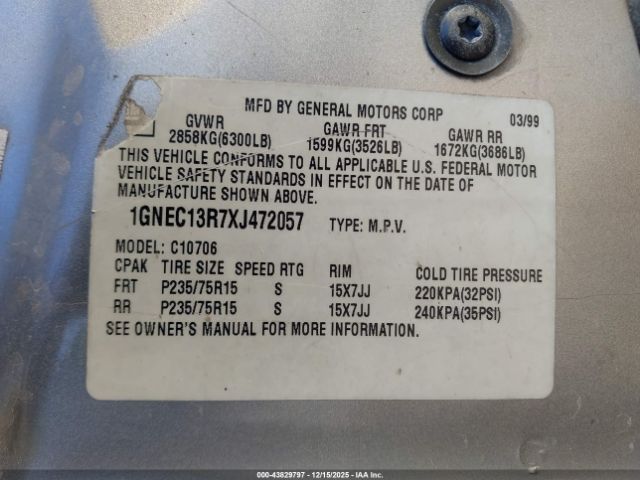 MFD BY GENERAL MOTORS CORP 03/99
GVWR GAWR FRT GAWR RR
2858KG(6300LB) 1599KG(3526LB) 1672KG(3686LB)
THIS VEHICLE CONFORMS TO ALL APPLICABLE U.S. FEDERAL MOTOR
VEHICLE SAFETY STANDARDS IN EFFECT ON THE DATE OF
MANUFACTURE SHOWN ABOVE.
1GNEC13R7XJ472057 TYPE: M.P.V.
MODEL: C10706
CPAK TIRE SIZE SPEED RTG RIM COLD TIRE PRESSURE
FRT P235/75R15 S 15X7JJ 220KPA(32PSI)
RR P235/75R15 S 15X7JJ 240KPA(35PSI)
SEE OWNER'S MANUAL FOR MORE INFORMATION.
000-43829797 - 12/15/2025 - IAA, Inc.